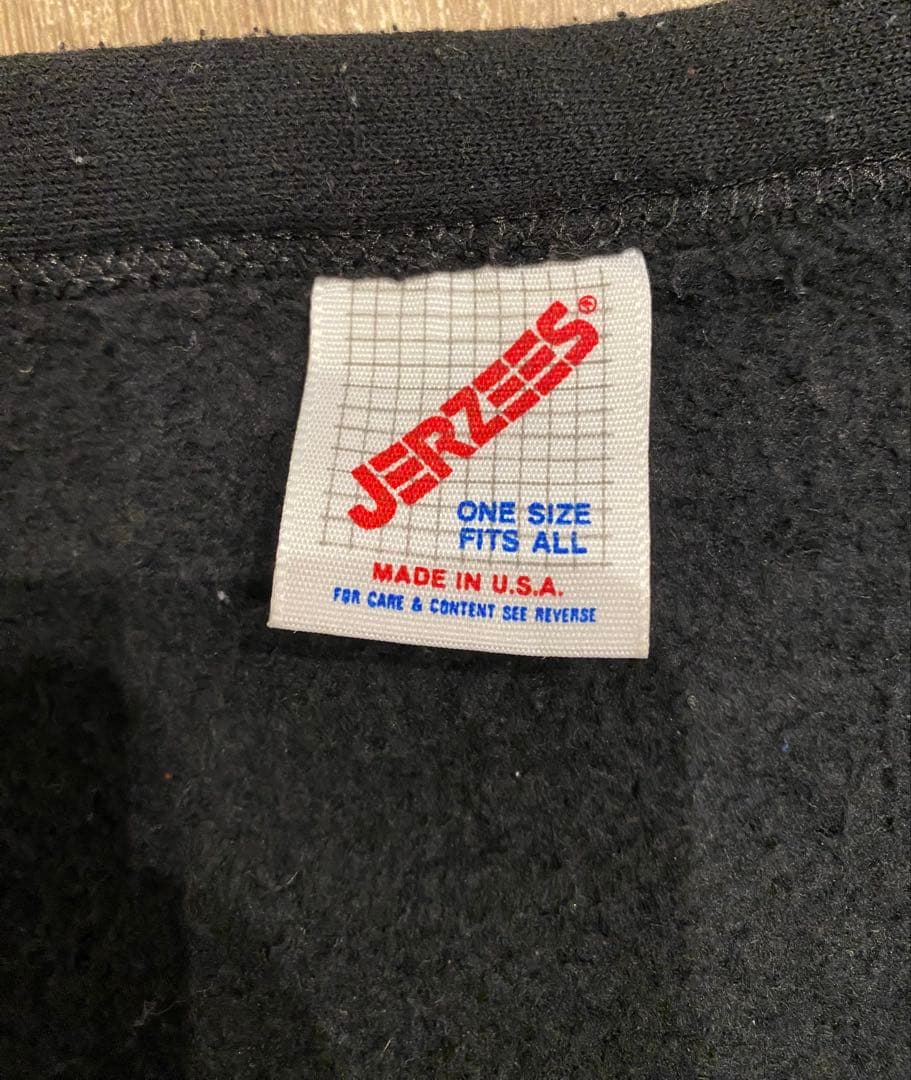 JERZEES®
ONE SIZE
FITS ALL
MADE IN U.S.A.
FOR CARE & CONTENT SEE REVERSE